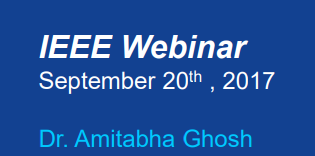 IEEE Webinar
September 20th , 2017
Dr. Amitabha Ghosh